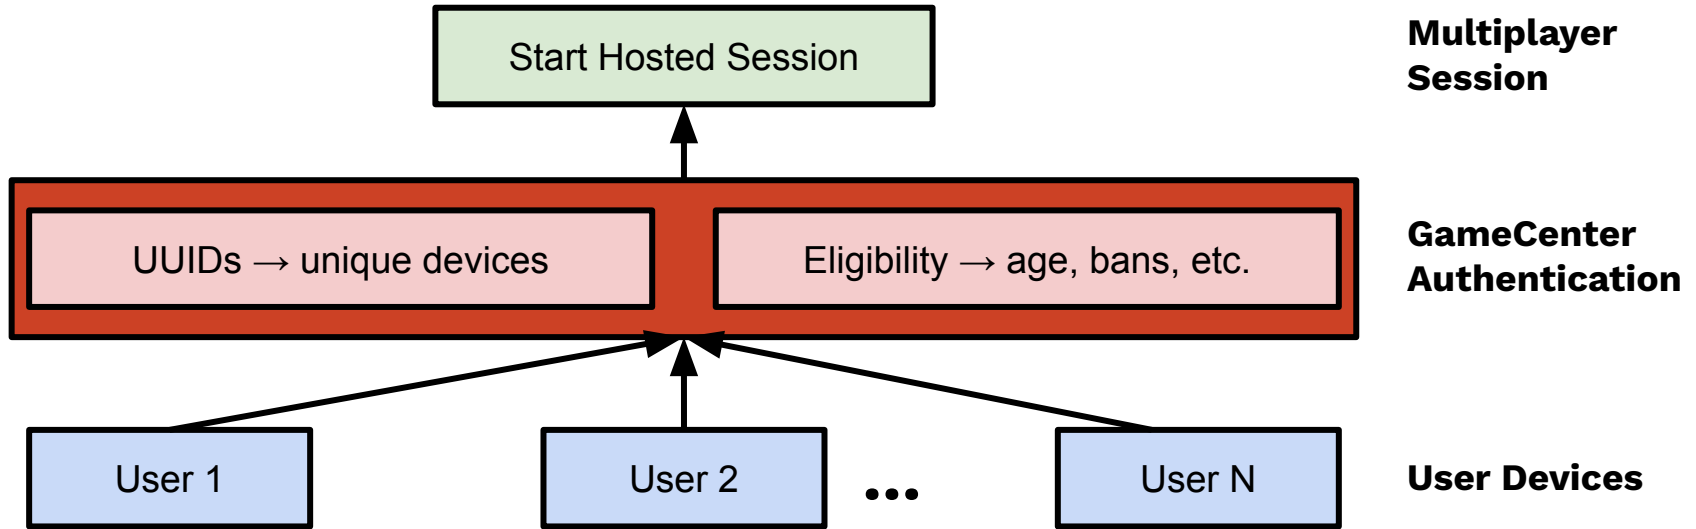 Start Hosted Session
Multiplayer
Session
UUIDs → unique devices
Eligibility → age, bans, etc.
GameCenter
Authentication
User 1
User 2
...
User N
User Devices